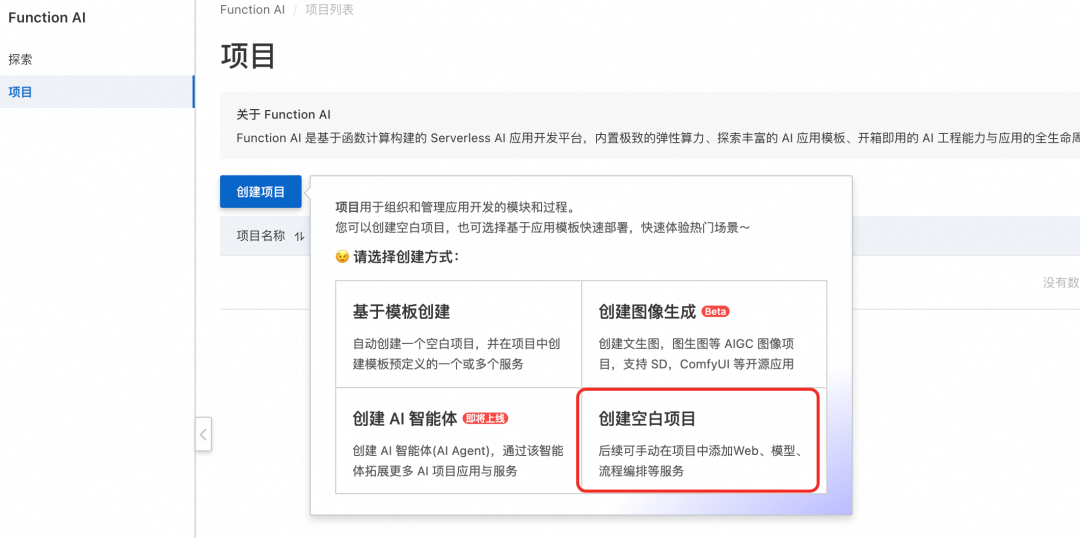 Function AI
Function AI / 项目列表
探索
项目
项目
关于 Function AI
Function AI 是基于函数计算构建的 Serverless AI 应用开发平台，内置极致的弹性算力、探索丰富的 AI 应用模板、开箱即用的 AI 工程能力与应用的全生命周
创建项目
项目用于组织和管理应用开发的模块和过程。
您可以创建空白项目，也可选择基于应用模板快速部署，快速体验热门场景～
项目名称
请选择创建方式：
没有数
基于模板创建
自动创建一个空白项目，并在项目中创
建模板预定义的一个或多个服务
创建图像生成 Beta
创建文生图，图生图等 AIGC 图像项
目，支持 SD，ComfyUI 等开源应用
创建 AI 智能体 即将上线
创建 AI 智能体(AI Agent)，通过该智能
体拓展更多 AI 项目应用与服务
创建空白项目
后续可手动在项目中添加Web、模型、
流程编排等服务